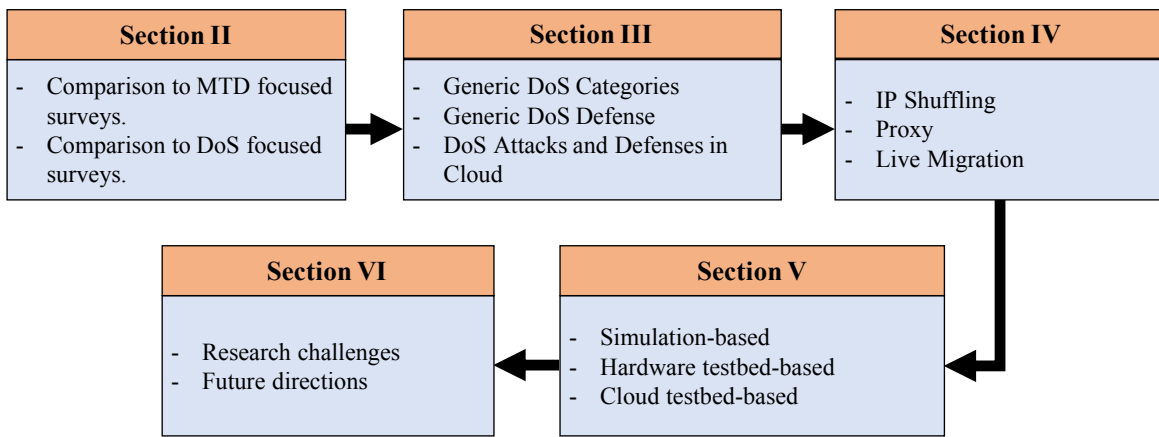 Section II
- Comparison to MTD focused
surveys.
- Comparison to DoS focused
surveys.
Section III
- Generic DoS Categories
- Generic DoS Defense
- DoS Attacks and Defenses in
Cloud
Section IV
- IP Shuffling
- Proxy
- Live Migration
Section V
- Simulation-based
- Hardware testbed-based
- Cloud testbed-based
Section VI
- Research challenges
- Future directions